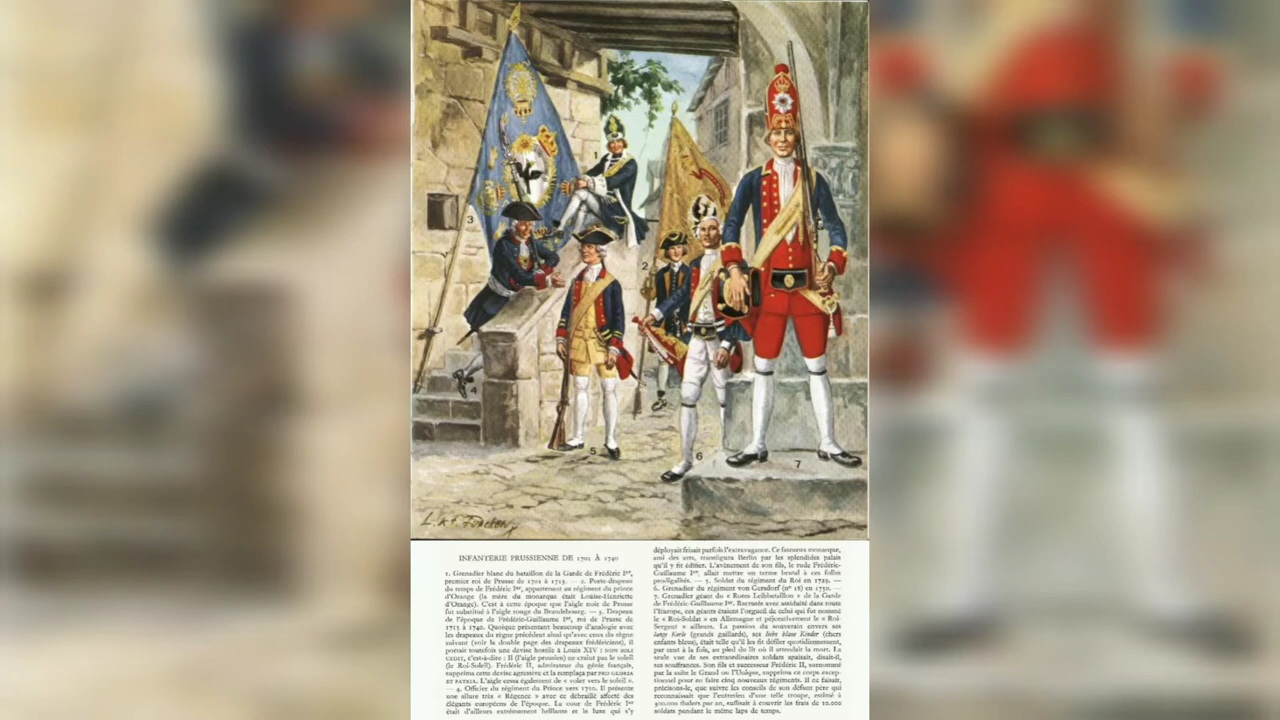 3
1
2
4
5
6
7
INFANTERIE PRUSSIENNE DE 1701 À 1740
1. Grenadier blanc du bataillon de la Garde de Frédéric Iᵉʳ,
premier roi de Prusse de 1701 à 1713. — 2. Porte-drapeau
du temps de Frédéric Iᵉʳ, appartenant au régiment du prince
d'Orange (la mère du monarque était Louise-Henriette
d'Orange). C'est à cette époque que l'aigle noir de Prusse
fut substitué à l'aigle rouge du Brandebourg. — 3. Drapeau
de l'époque de Frédéric-Guillaume Iᵉʳ, roi de Prusse de
1713 à 1740. Quoique présentant beaucoup d'analogie avec
les drapeaux du règne précédent ainsi qu'avec ceux du règne
suivant (voir la double page des drapeaux frédériciens), il
portait toutefois une devise hostile à Louis XIV : NON SOLI
CEDIT, c'est-à-dire : Il (l'aigle prussien) ne craint pas le soleil
(le Roi-Soleil). Frédéric II, admirateur du génie français,
supprima cette devise agressive et la remplaça par PRO GLORIA
ET PATRIA. L'aigle cessa également de « voler vers le soleil ».
— 4. Officier du régiment du Prince vers 1710. Il présente
une allure très « Régence » avec ce débraillé affecté des
élégants européens de l'époque. La cour de Frédéric Iᵉʳ
était d'ailleurs extrêmement brillante et le luxe qui s'y
déployait frisait parfois l'extravagance. Ce fastueux monarque,
ami des arts, transfigura Berlin par les splendides palais
qu'il y fit édifier. L'avènement de son fils, le rude Frédéric-
Guillaume Iᵉʳ, allait mettre un terme brutal à ces folles
prodigalités. — 5. Soldat du régiment du Roi en 1729. —
6. Grenadier du régiment von Gersdorf (nº 18) en 1730. —
7. Grenadier géant du « Rotes Leibbataillon » de la Garde
de Frédéric-Guillaume Iᵉʳ. Recrutés avec assiduité dans toute
l'Europe, ces géants étaient l'orgueil de celui qui fut nommé
le « Roi-Soldat » en Allemagne et péjorativement le « Roi-
Sergent » ailleurs. La passion du souverain envers ses
lange Kerle (grands gaillards), ses liebe blaue Kinder (chers
enfants bleus), était telle qu'il les fit défiler quotidiennement,
par cent à la fois, au pied du lit où il attendait la mort. La
seule vue de ses extraordinaires soldats apaisait, disait-il,
ses souffrances. Son fils et successeur Frédéric II, surnommé
par la suite le Grand ou l'Unique, supprima ce corps excep-
tionnel pour en faire cinq nouveaux régiments. Il ne faisait,
précisons-le, que suivre les conseils de son défunt père qui
reconnaissait que l'entretien d'une telle troupe, estimé à
300.000 thalers par an, suffisait à couvrir les frais de 10.000
soldats pendant le même laps de temps.